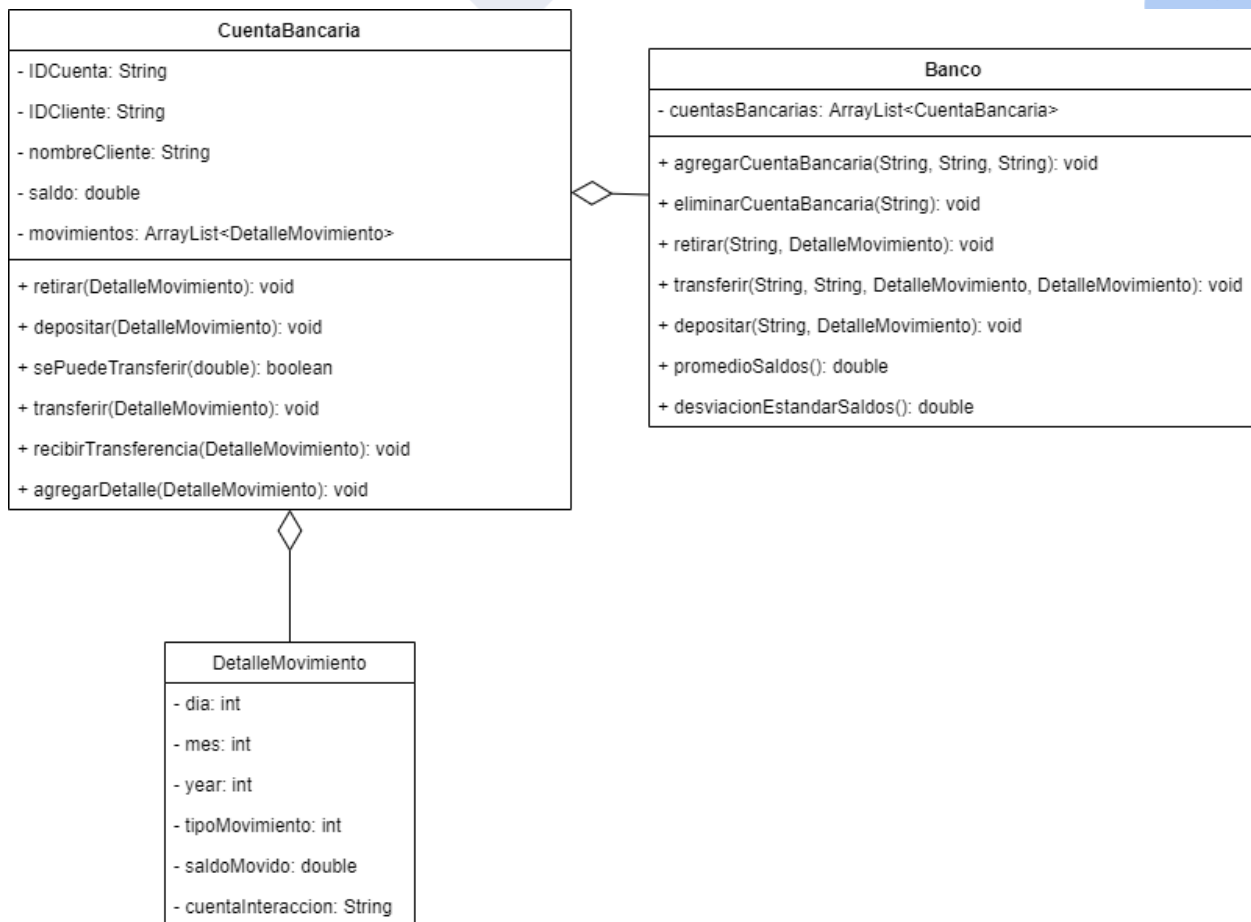 CuentaBancaria
- IDCuenta: String
- IDCliente: String
- nombreCliente: String
- saldo: double
- movimientos: ArrayList<DetalleMovimiento>
+ retirar(DetalleMovimiento): void
+ depositar(DetalleMovimiento): void
+ sePuedeTransferir(double): boolean
+ transferir(DetalleMovimiento): void
+ recibirTransferencia(DetalleMovimiento): void
+ agregarDetalle(DetalleMovimiento): void
Banco
- cuentasBancarias: ArrayList<CuentaBancaria>
+ agregarCuentaBancaria(String, String, String): void
+ eliminarCuentaBancaria(String): void
+ retirar(String, DetalleMovimiento): void
+ transferir(String, String, DetalleMovimiento, DetalleMovimiento): void
+ depositar(String, DetalleMovimiento): void
+ promedioSaldos(): double
+ desviacionEstandarSaldos(): double
DetalleMovimiento
- dia: int
- mes: int
- year: int
- tipoMovimiento: int
- saldoMovido: double
- cuentaInteraccion: String